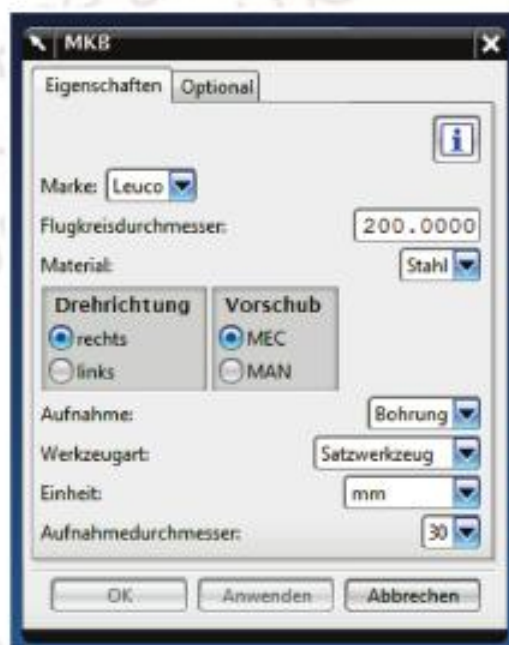 MKB
Eigenschaften Optional
i
Marke: Leuco
Flugkreisdurchmesser: 200.0000
Material: Stahl
Drehrichtung Vorschub
rechts MEC
links MAN
Aufnahme: Bohrung
Werkzeugart: Satzwerkzeug
Einheit: mm
Aufnahmedurchmesser: 30
OK Anwenden Abbrechen